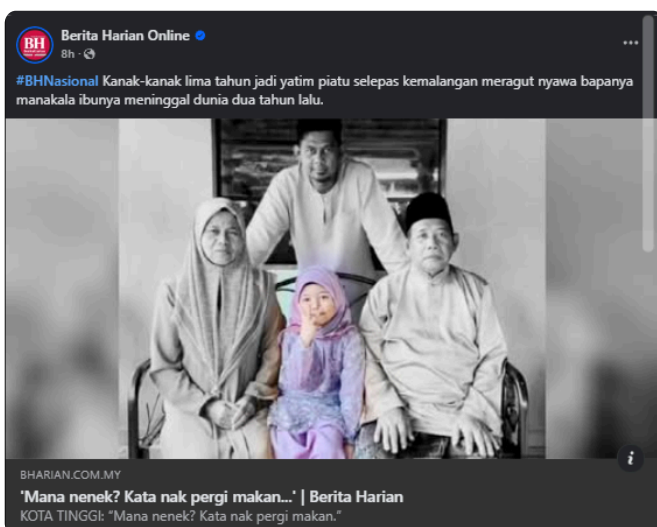 BH
Berita Harian Online
8h ·
#BHNasional Kanak-kanak lima tahun jadi yatim piatu selepas kemalangan meragut nyawa bapanya
manakala ibunya meninggal dunia dua tahun lalu.
i
BHARIAN.COM.MY
'Mana nenek? Kata nak pergi makan...' | Berita Harian
KOTA TINGGI: “Mana nenek? Kata nak pergi makan.”